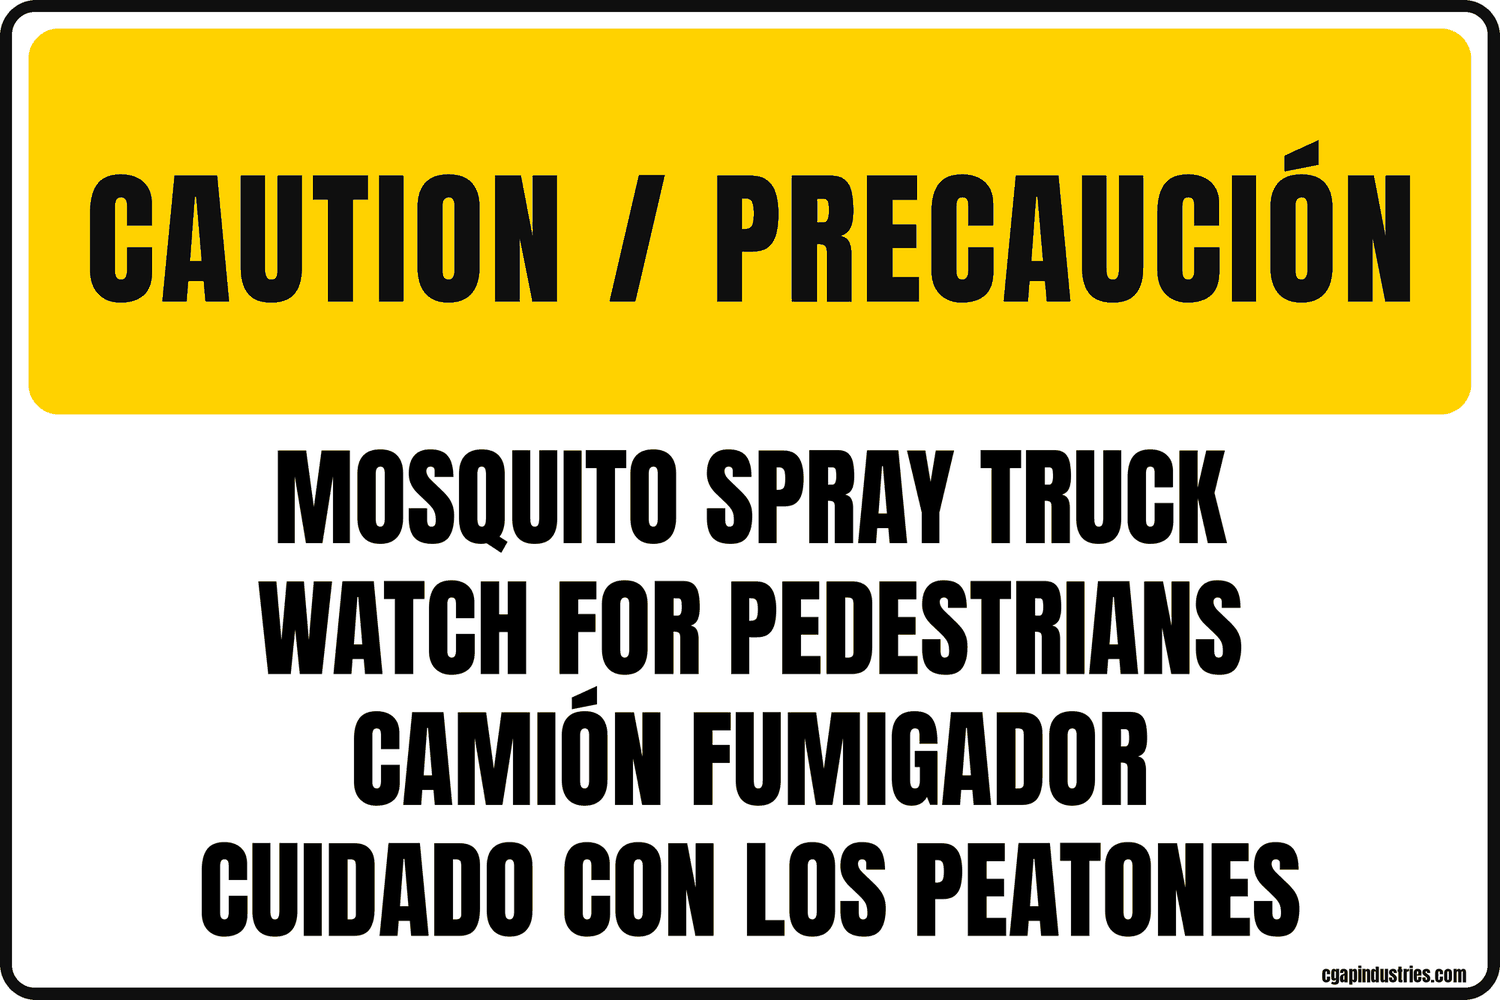 CAUTION / PRECAUCIÓN
MOSQUITO SPRAY TRUCK
WATCH FOR PEDESTRIANS
CAMIÓN FUMIGADOR
CUIDADO CON LOS PEATONES
cgapindustries.com